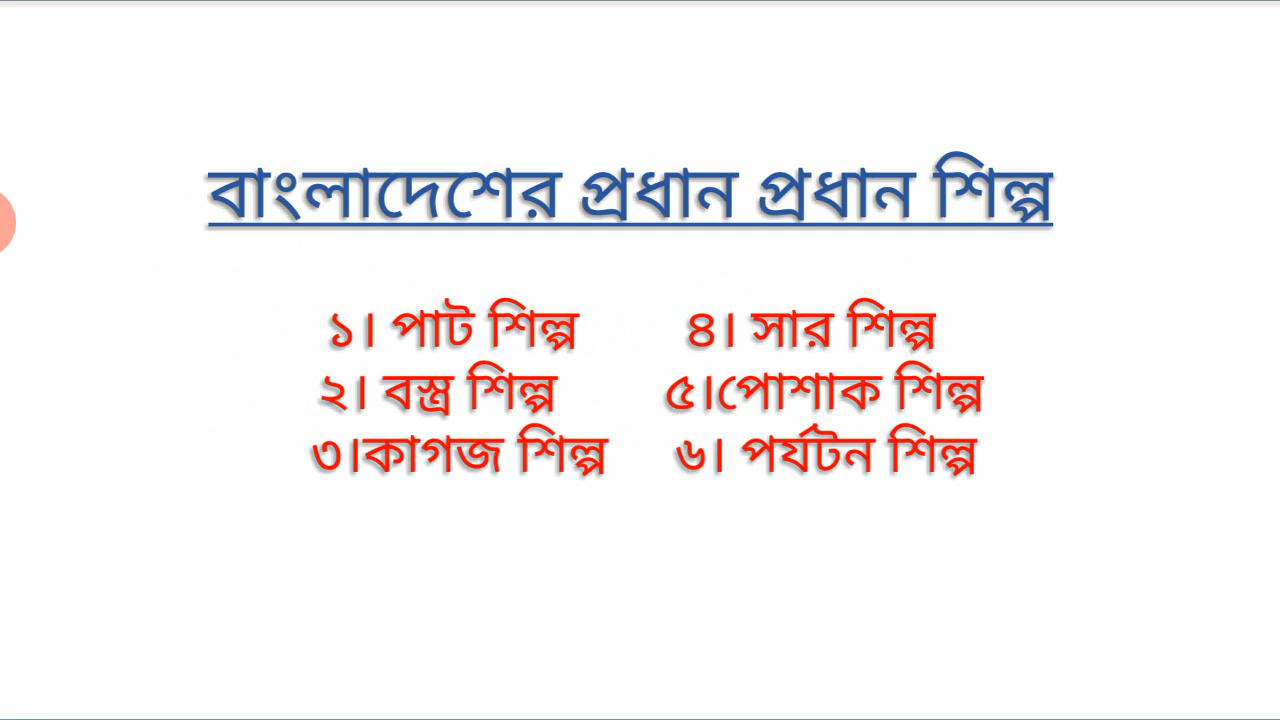 বাংলাদেশের প্রধান প্রধান শিল্প
১। পাট শিল্প ৪। সার শিল্প
২। বস্ত্র শিল্প ৫।পোশাক শিল্প
৩।কাগজ শিল্প ৬। পর্যটন শিল্প